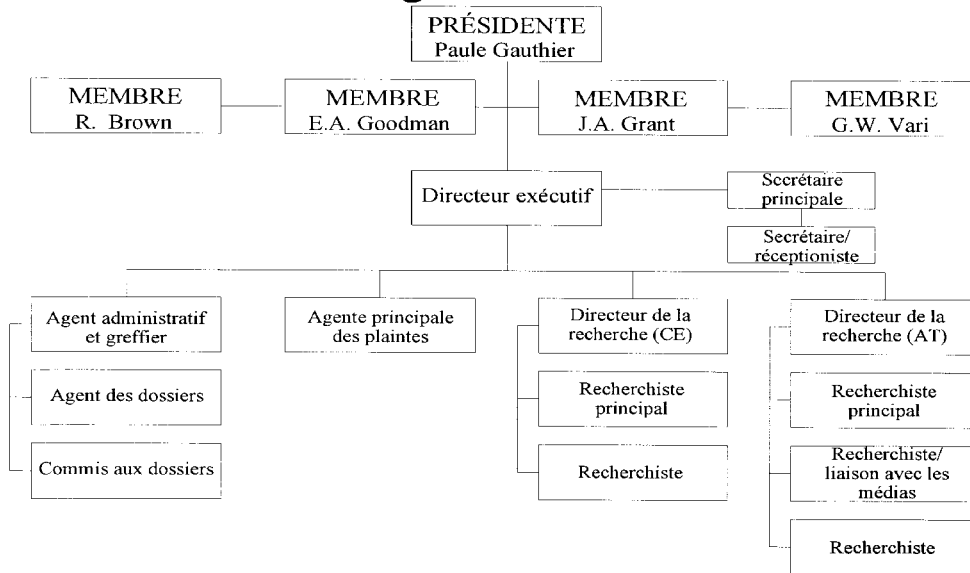 PRÉSIDENTE
Paule Gauthier
MEMBRE
R. Brown
MEMBRE
E.A. Goodman
MEMBRE
J.A. Grant
MEMBRE
G.W. Vari
Directeur exécutif
Secrétaire
principale
Secrétaire/
réceptioniste
Agent administratif
et greffier
Agente principale
des plaintes
Directeur de la
recherche (CE)
Directeur de la
recherche (AT)
Agent des dossiers
Recherchiste
principal
Recherchiste
principal
Commis aux dossiers
Recherchiste
Recherchiste/
liaison avec les
médias
Recherchiste